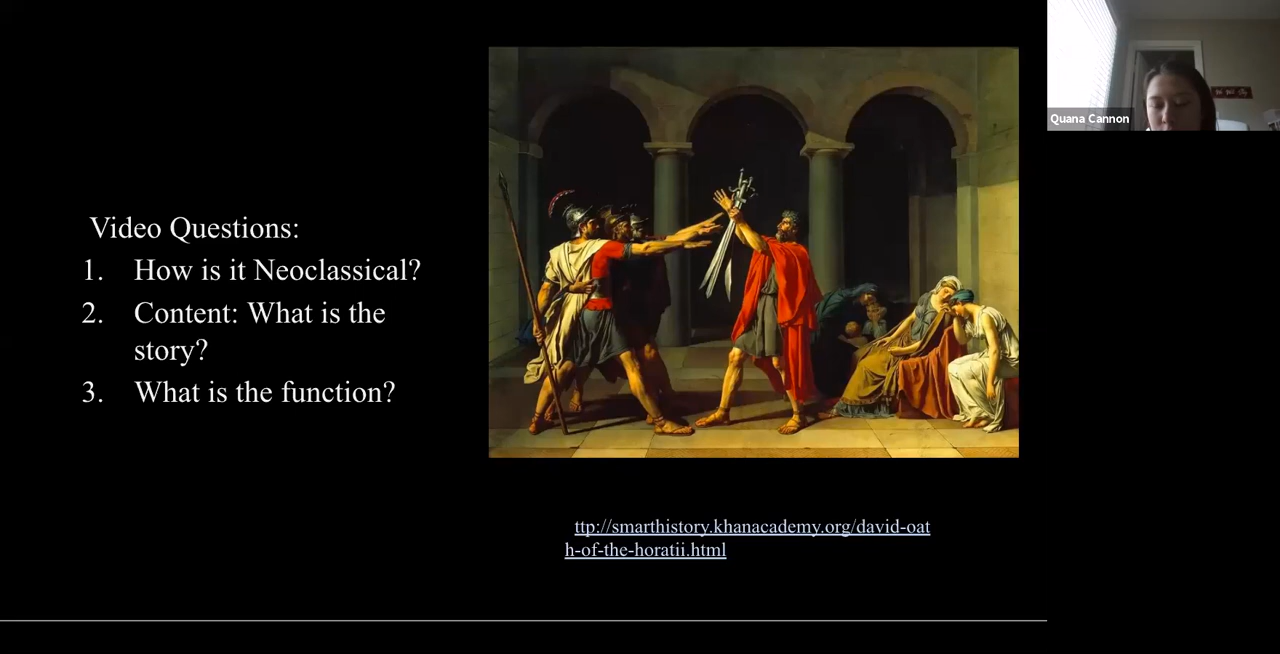 Video Questions:
1. How is it Neoclassical?
2. Content: What is the
story?
3. What is the function?
ttp://smarthistory.khanacademy.org/david-oat
h-of-the-horatii.html
Quana Cannon